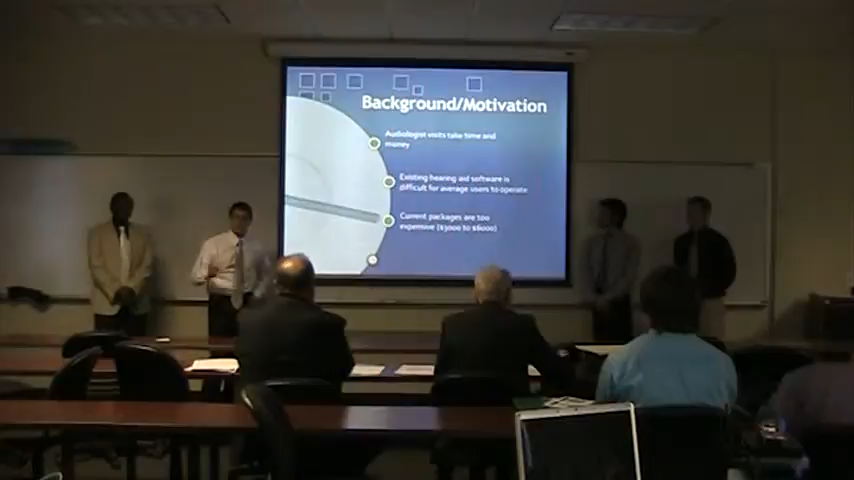 Background/Motivation
Audiologist visits take time and
money
Existing hearing aid software is
difficult for average users to operate
Current packages are too
expensive ($3000 to $6000)